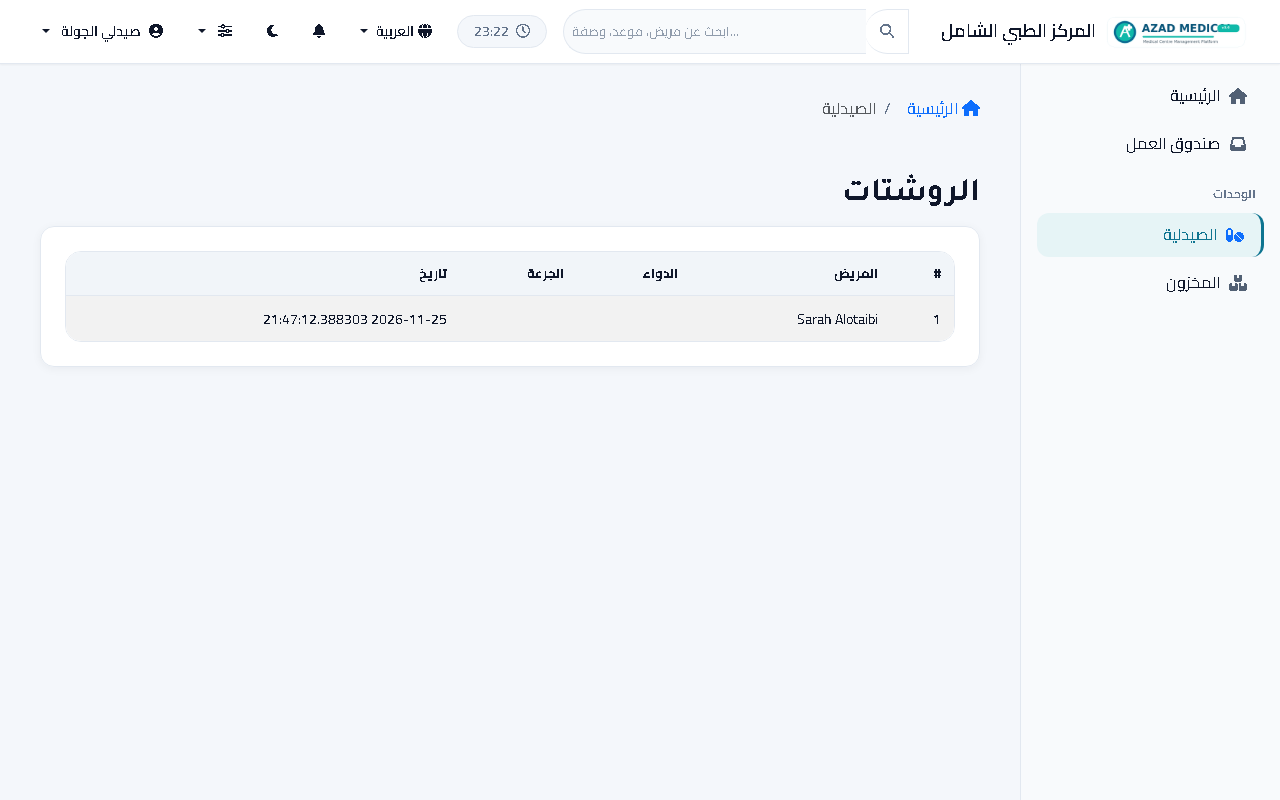 AZAD MEDIC
Medical Centre Management Platform
المركز الطبي الشامل
ابحث عن مريض، موعد، وصفة...
23:22
العربية
صيدلي الجولة
الرئيسية
صندوق العمل
الوحدات
الصيدلية
المخزون
الرئيسية / الصيدلية
الروشتات
# المريض الدواء الجرعة تاريخ
1 Sarah Alotaibi 2026-11-25 21:47:12.388303